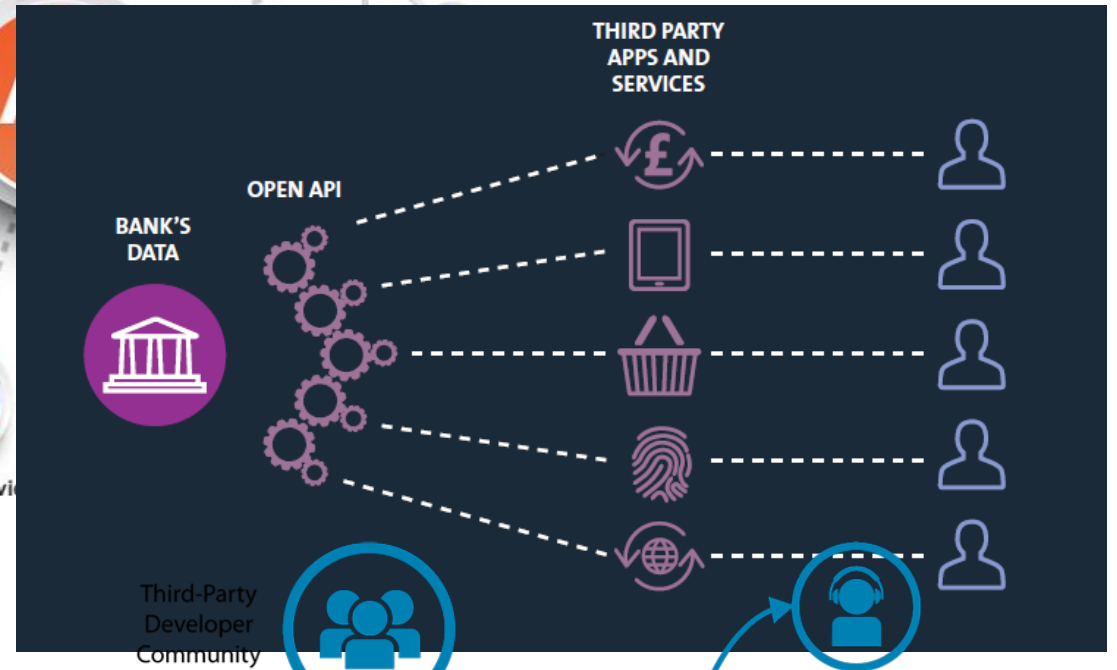 THIRD PARTY
APPS AND
SERVICES
OPEN API
BANK'S
DATA
£
Third-Party
Developer
Community